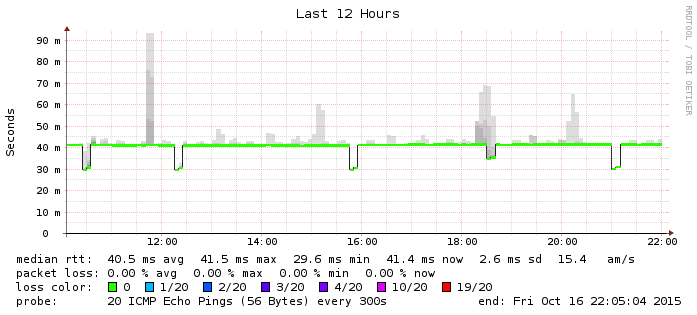 Last 12 Hours
RRDTOOL / TOBI OETIKER
Seconds
90 m
80 m
70 m
60 m
50 m
40 m
30 m
20 m
10 m
0
12:00 14:00 16:00 18:00 20:00 22:00
median rtt: 40.5 ms avg 41.5 ms max 29.6 ms min 41.4 ms now 2.6 ms sd 15.4 am/s
packet loss: 0.00 % avg 0.00 % max 0.00 % min 0.00 % now
loss color: 0 1/20 2/20 3/20 4/20 10/20 19/20
probe: 20 ICMP Echo Pings (56 Bytes) every 300s end: Fri Oct 16 22:05:04 2015